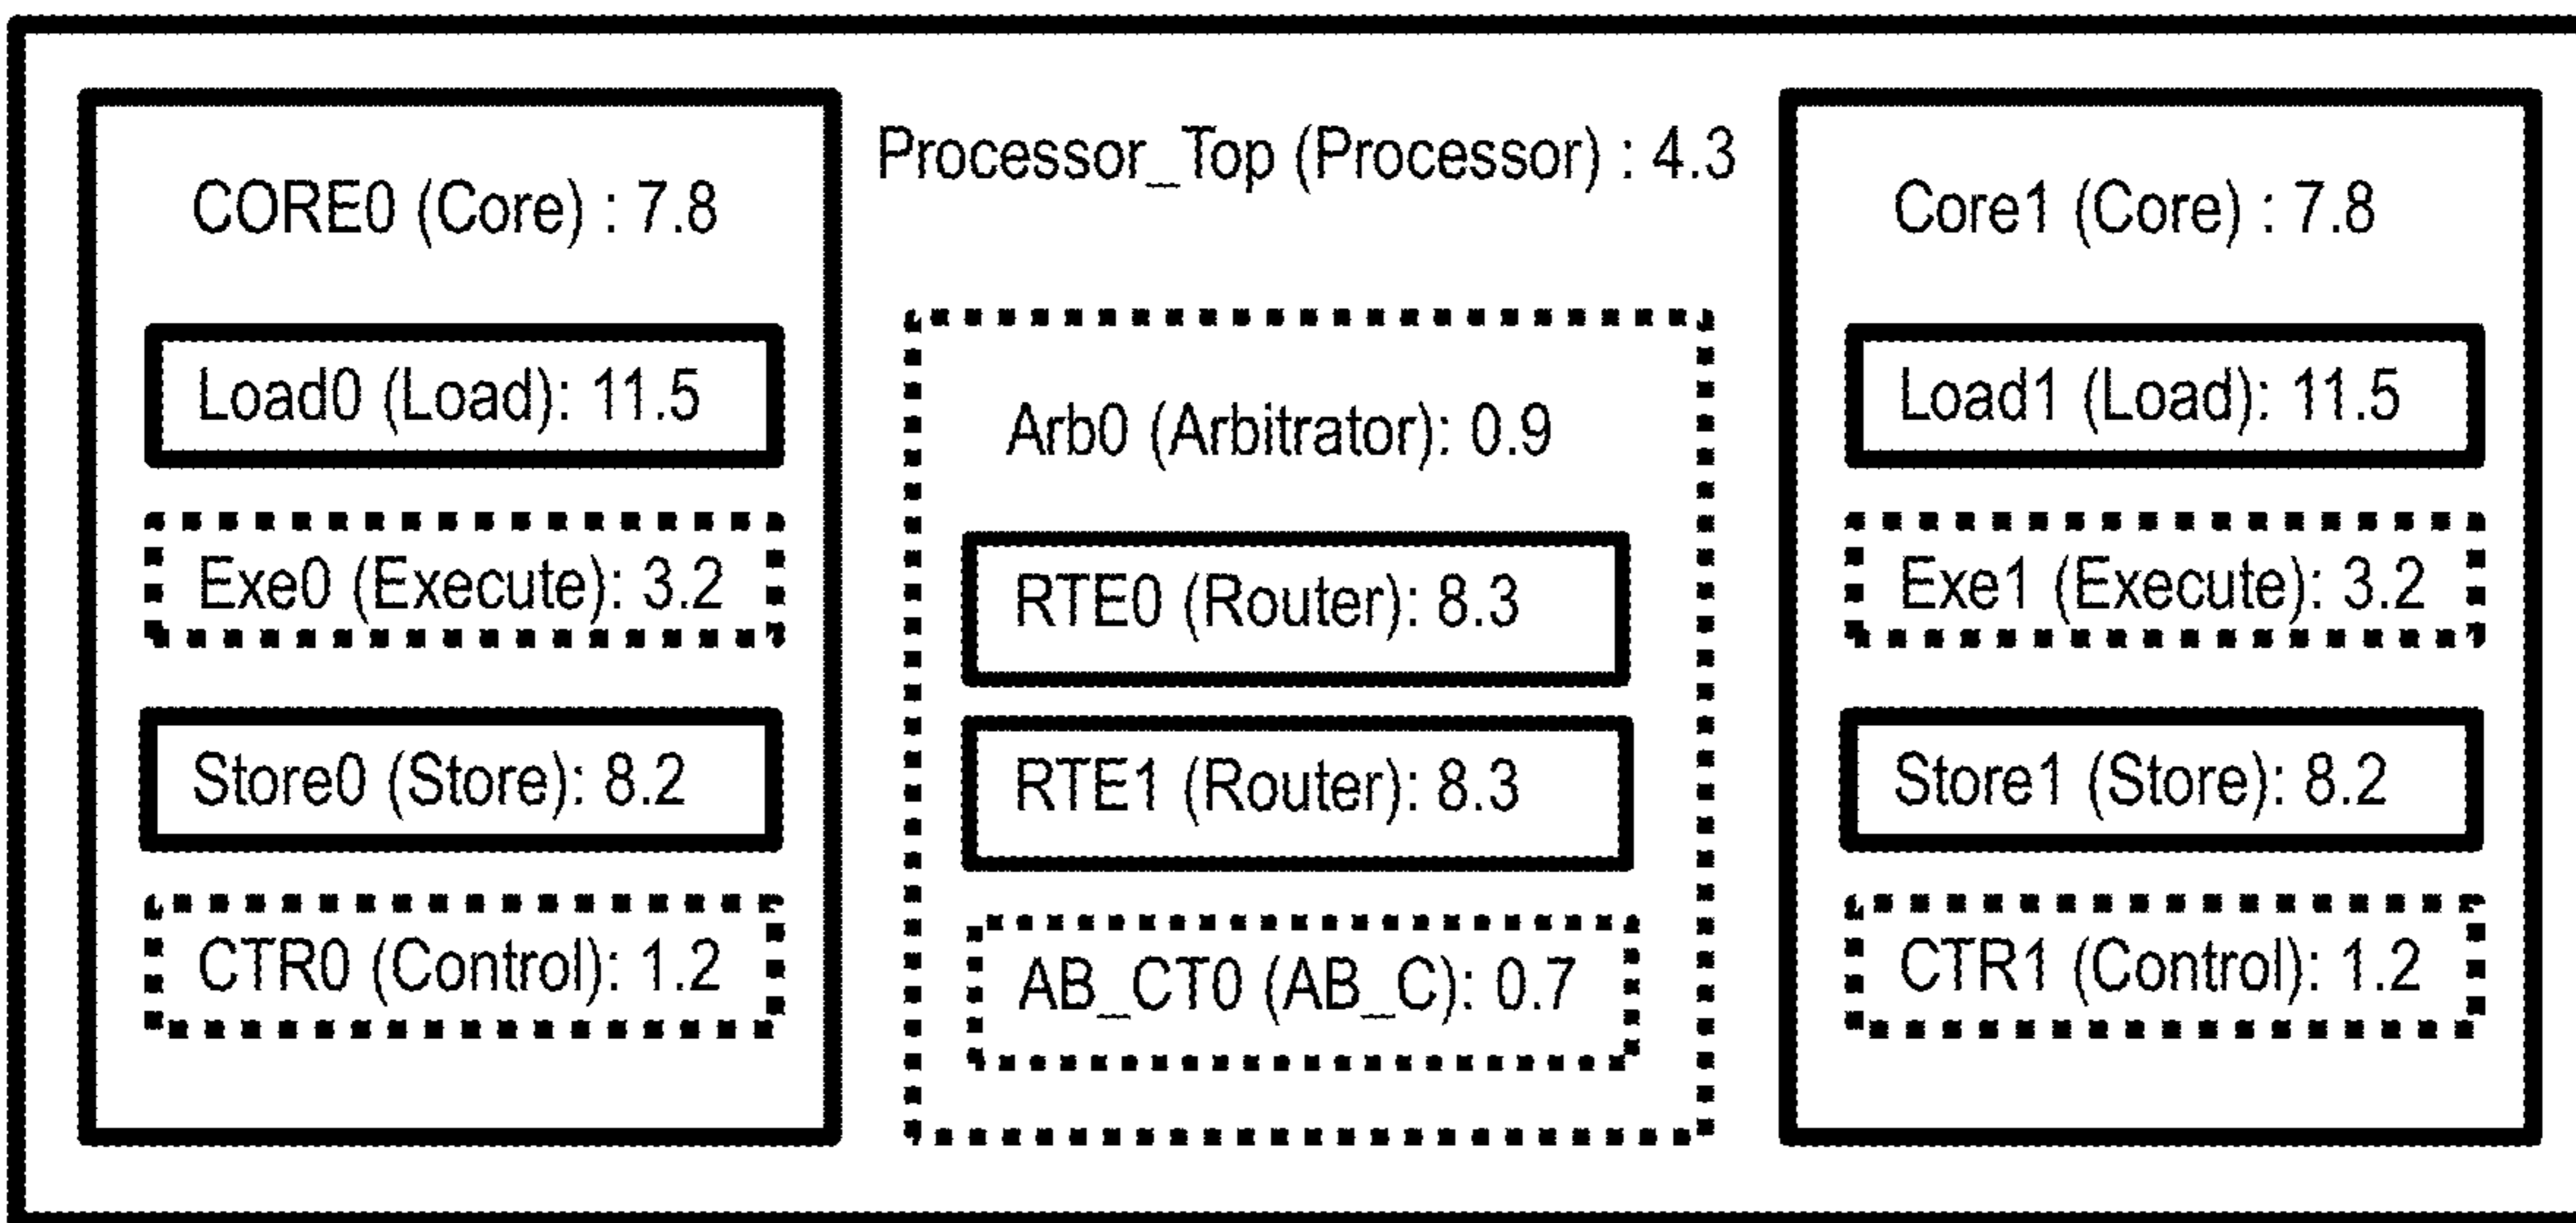 CORE0 (Core) : 7.8
Load0 (Load): 11.5
Exe0 (Execute): 3.2
Store0 (Store): 8.2
CTR0 (Control): 1.2
Processor_Top (Processor) : 4.3
Arb0 (Arbitrator): 0.9
RTE0 (Router): 8.3
RTE1 (Router): 8.3
AB_CT0 (AB_C): 0.7
Core1 (Core) : 7.8
Load1 (Load): 11.5
Exe1 (Execute): 3.2
Store1 (Store): 8.2
CTR1 (Control): 1.2